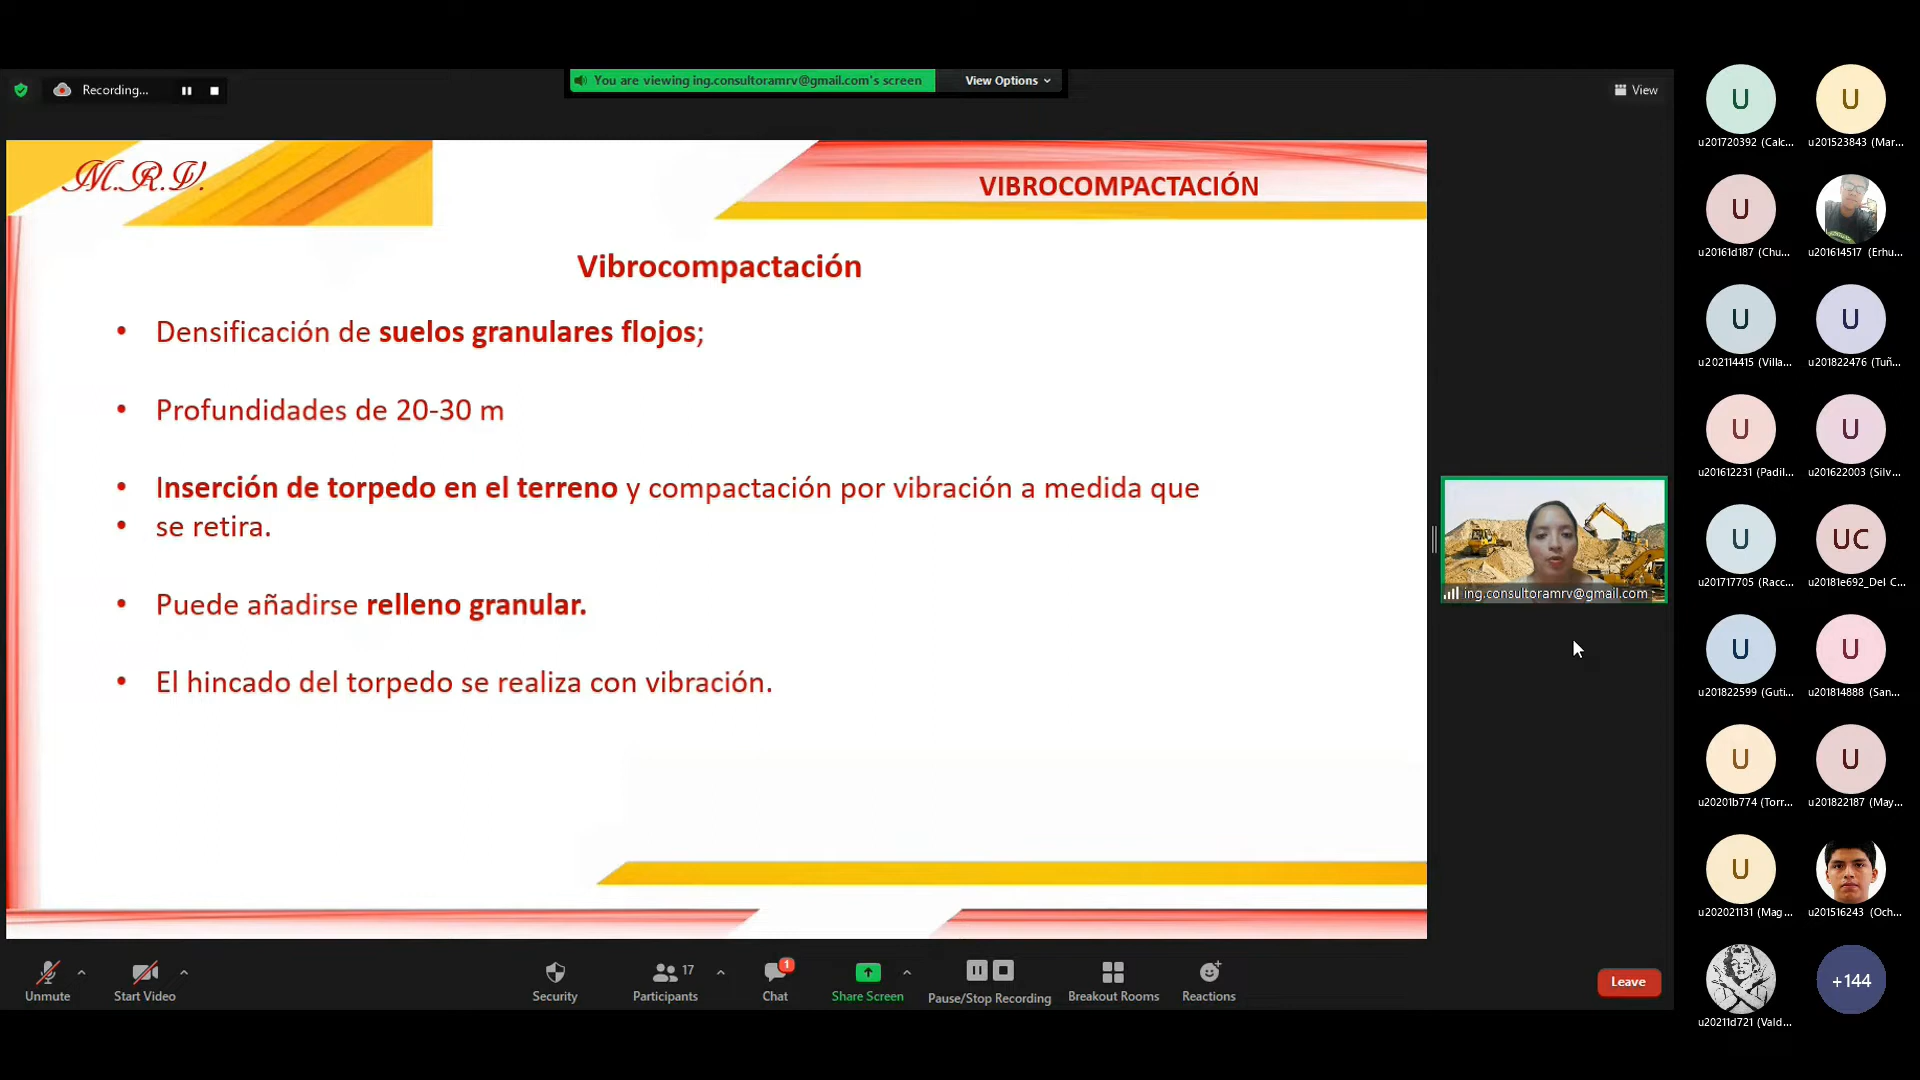 Recording...
You are viewing ing.consultoramrv@gmail.com's screen
View Options
View
M.R.V.
VIBROCOMPACTACIÓN
Vibrocompactación
• Densificación de suelos granulares flojos;
• Profundidades de 20-30 m
• Inserción de torpedo en el terreno y compactación por vibración a medida que
• se retira.
• Puede añadirse relleno granular.
• El hincado del torpedo se realiza con vibración.
ing.consultoramrv@gmail.com
Unmute
Start Video
Security
17
Participants
1
Chat
Share Screen
Pause/Stop Recording
Breakout Rooms
Reactions
Leave
U U
u201720392 (Calc... u201523843 (Mar...
U
u20161d187 (Chu... u201614517 (Erhu...
U U
u202114415 (Villa... u201822476 (Tuñ...
U U
u201612231 (Padil... u201622003 (Silv...
U UC
u201717705 (Racc... u20181e692_Del C...
U U
u201822599 (Guti... u201814888 (San...
U U
u20201b774 (Torr... u201822187 (May...
U
u202021131 (Mag... u201516243 (Och...
+144
u20211d721 (Vald...